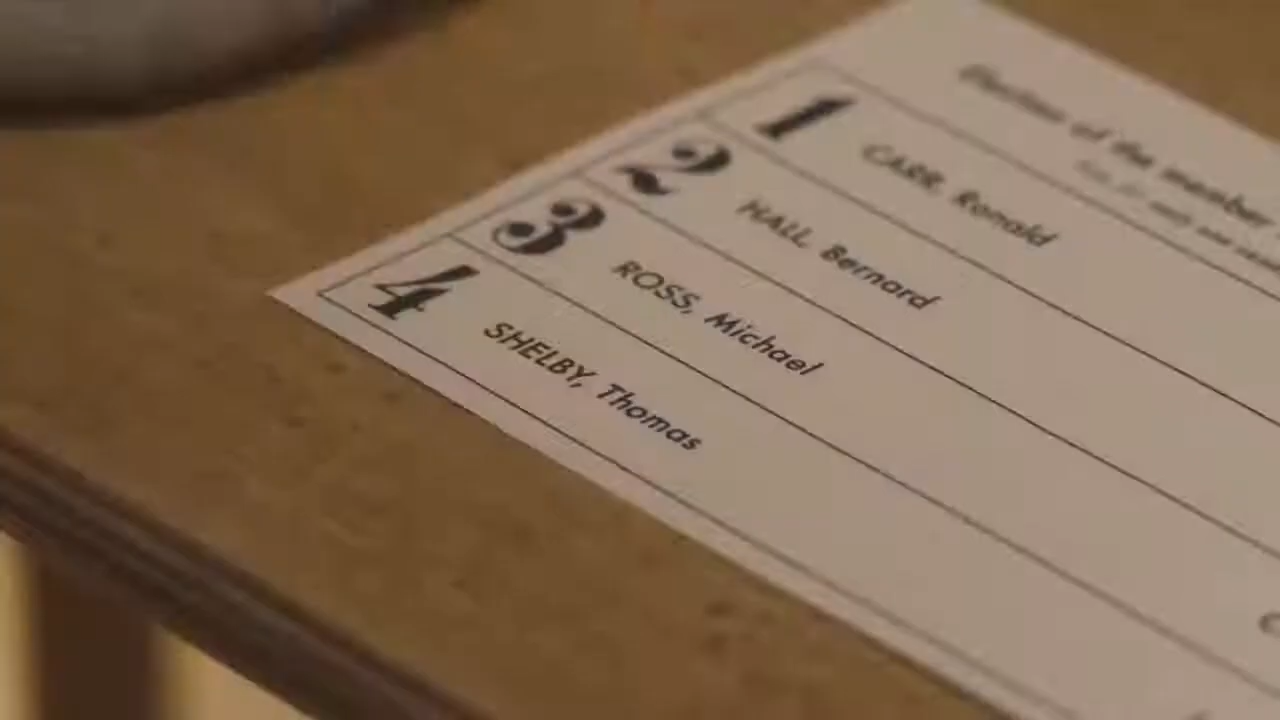 Election of the member
1 CARR, Ronald
2 HALL, Bernard
3 ROSS, Michael
4 SHELBY, Thomas